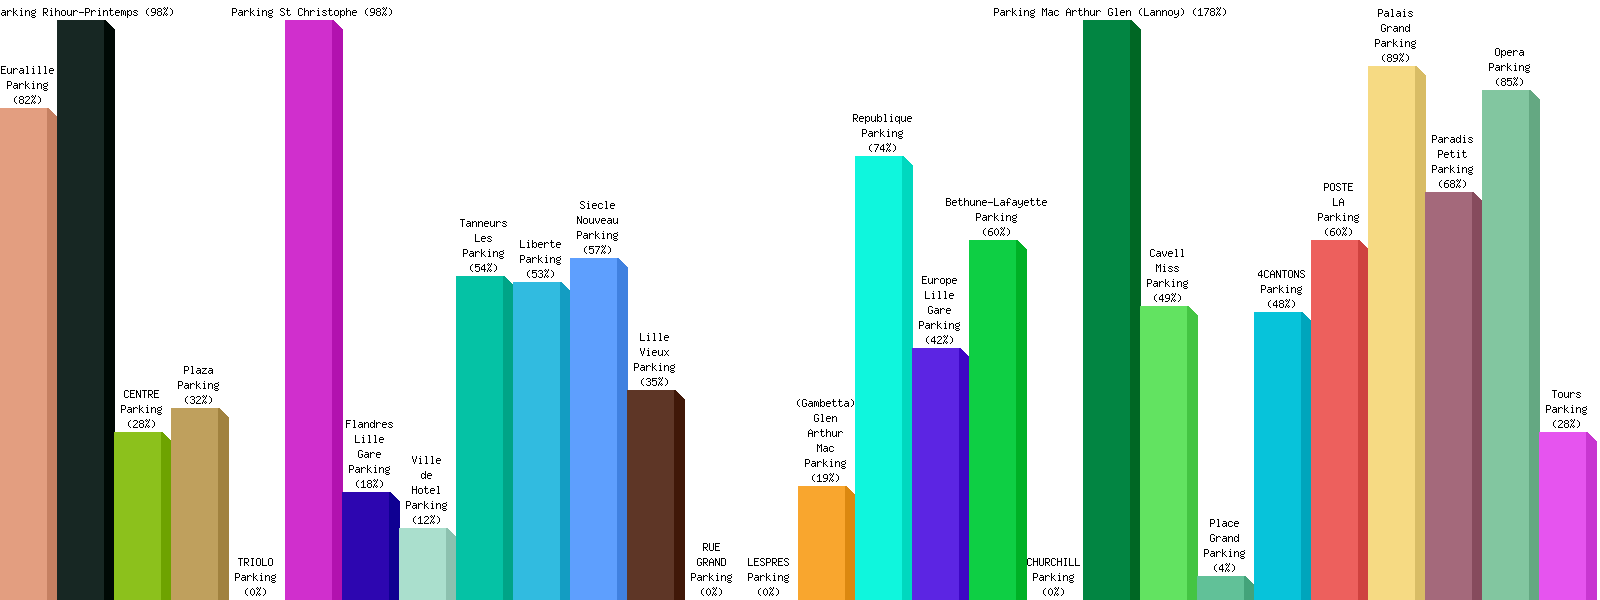 arking Rihour-Printemps (98%)
Euralille
Parking
(82%)
CENTRE
Parking
(28%)
Plaza
Parking
(32%)
TRIOLO
Parking
(0%)
Parking St Christophe (98%)
Flandres
Lille
Gare
Parking
(18%)
Ville
de
Hotel
Parking
(12%)
Tanneurs
Les
Parking
(54%)
Liberte
Parking
(53%)
Siecle
Nouveau
Parking
(57%)
Lille
Vieux
Parking
(35%)
RUE
GRAND
Parking
(0%)
LESPRES
Parking
(0%)
(Gambetta)
Glen
Arthur
Mac
Parking
(19%)
Republique
Parking
(74%)
Europe
Lille
Gare
Parking
(42%)
Bethune-Lafayette
Parking
(60%)
CHURCHILL
Parking
(0%)
Parking Mac Arthur Glen (Lannoy) (178%)
Cavell
Miss
Parking
(49%)
Place
Grand
Parking
(4%)
4CANTONS
Parking
(48%)
POSTE
LA
Parking
(60%)
Palais
Grand
Parking
(89%)
Paradis
Petit
Parking
(68%)
Opera
Parking
(85%)
Tours
Parking
(28%)